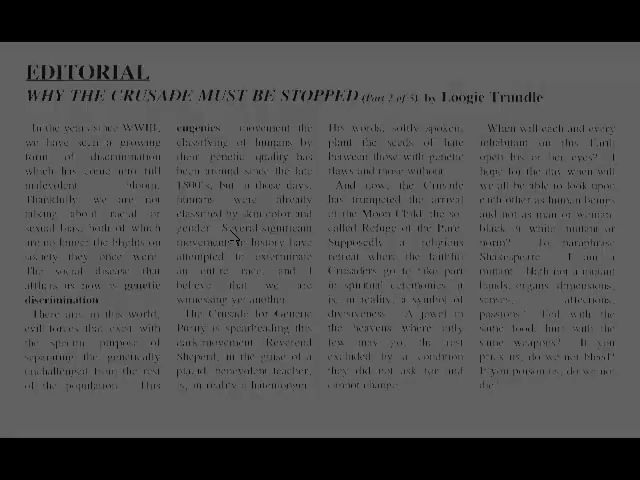 EDITORIAL
WHY THE CRUSADE MUST BE STOPPED (Part 2 of 5) by Loogie Trundle
In the years since WWIII,
we have seen a growing
form of discrimination
which has come into full
malevolent bloom.
Thankfully we are not
talking about racial or
sexual bias, both of which
are no longer the blights on
society they once were.
The social disease that
afflicts us now is genetic
discrimination
There are, in this world,
evil forces that exist with
the specific purpose of
separating the genetically
unchallenged from the rest
of the population. This
eugenics movement the
classifying of humans by
their genetic quality has
been around since the late
1800's, but in those days,
humans were already
classified by skin color and
gender. Several significant
movements in history have
attempted to exterminate
an entire race, and I
believe that we are
witnessing yet another.
The Crusade for Genetic
Purity is spearheading this
dark movement. Reverend
Sheperd, in the guise of a
placid, benevolent teacher,
is, in reality a hatemonger.
His words, softly spoken,
plant the seeds of hate
between those with genetic
flaws and those without.
And now, the Crusade
has trumpeted the arrival
of the Moon Child, the so-
called Refuge of the Pure.
Supposedly a religious
retreat where the faithful
Crusaders go to take part
in spiritual ceremonies, it
is, in reality, a symbol of
divisiveness. A jewel in
the heavens where only
few may go, the rest
excluded by a condition
they did not ask for and
cannot change.
When will each and every
inhabitant on this Earth
open his or her eyes? I
hope for the day when will
we all be able to look upon
each other as human beings
and not as man or woman,
black or white, mutant or
norm? To paraphrase
Shakespeare: I am a
mutant. Hath not a mutant
hands, organs, dimensions,
senses, affections,
passions? Fed with the
same food, hurt with the
same weapons? If you
prick us, do we not bleed?
If you poison us, do we not
die?